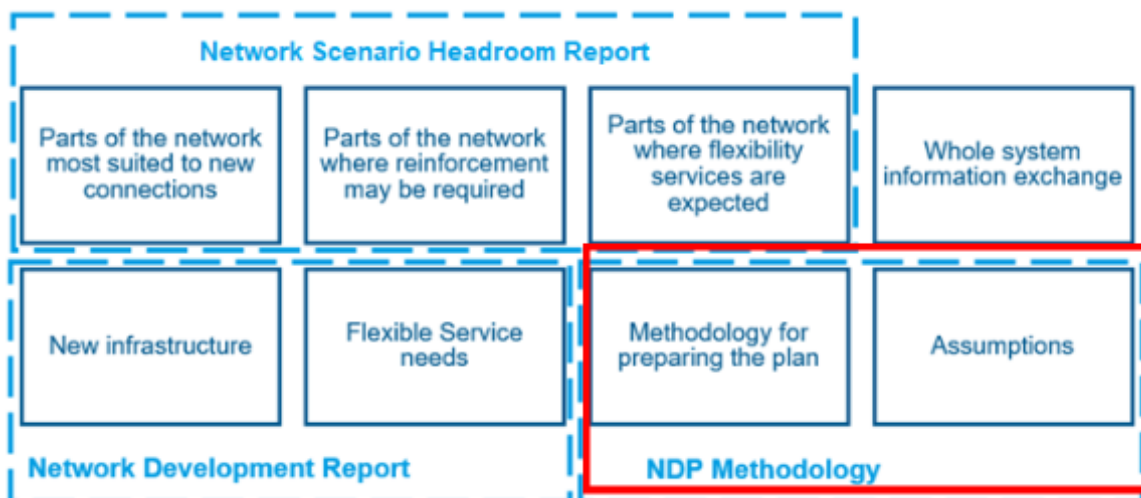 Network Scenario Headroom Report
Parts of the network
most suited to new
connections
Parts of the network
where reinforcement
may be required
Parts of the network
where flexibility
services are
expected
Whole system
information exchange
New infrastructure
Flexible Service
needs
Methodology for
preparing the plan
Assumptions
Network Development Report
NDP Methodology